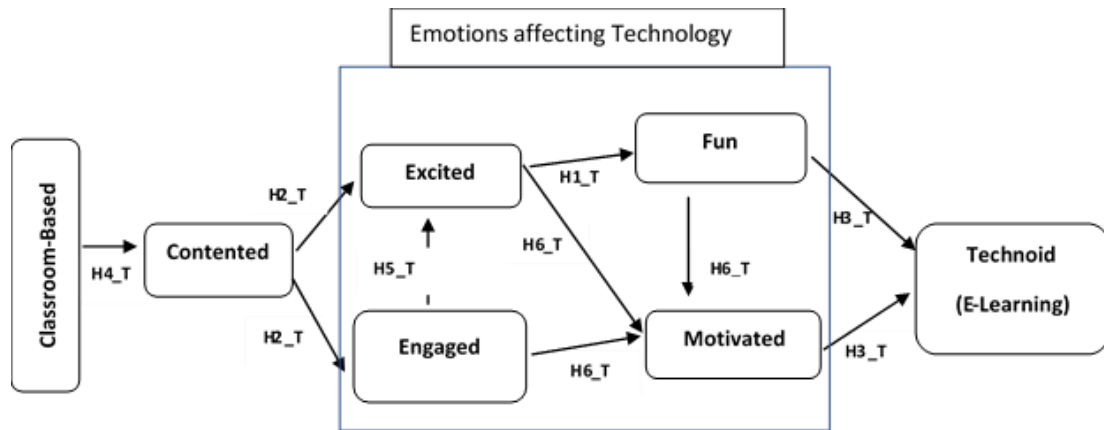 Emotions affecting Technology
Classroom-Based
H4_T
Contented
H2_T
H2_T
Excited
H5_T
Engaged
H1_T
H6_T
H6_T
Fun
H6_T
Motivated
H3_T
H3_T
Technoid
(E-Learning)